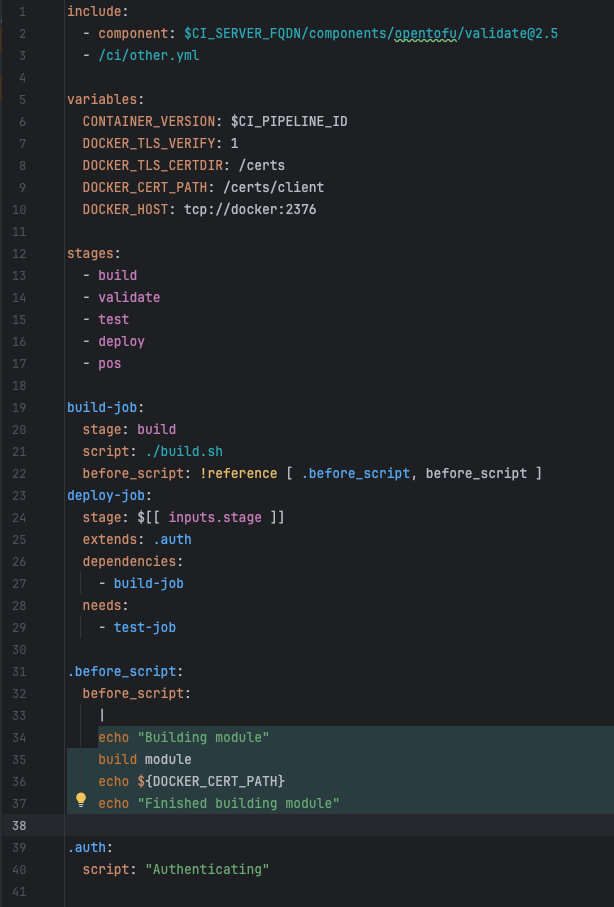 1 include:
2   - component: $CI_SERVER_FQDN/components/opentofu/validate@2.5
3   - /ci/other.yml
4
5 variables:
6   CONTAINER_VERSION: $CI_PIPELINE_ID
7   DOCKER_TLS_VERIFY: 1
8   DOCKER_TLS_CERTDIR: /certs
9   DOCKER_CERT_PATH: /certs/client
10   DOCKER_HOST: tcp://docker:2376
11
12 stages:
13   - build
14   - validate
15   - test
16   - deploy
17   - pos
18
19 build-job:
20   stage: build
21   script: ./build.sh
22   before_script: !reference [ .before_script, before_script ]
23 deploy-job:
24   stage: $[[ inputs.stage ]]
25   extends: .auth
26   dependencies:
27     - build-job
28   needs:
29     - test-job
30
31 .before_script:
32   before_script:
33     |
34     echo "Building module"
35     build module
36     echo ${DOCKER_CERT_PATH}
37     echo "Finished building module"
38
39 .auth:
40   script: "Authenticating"
41